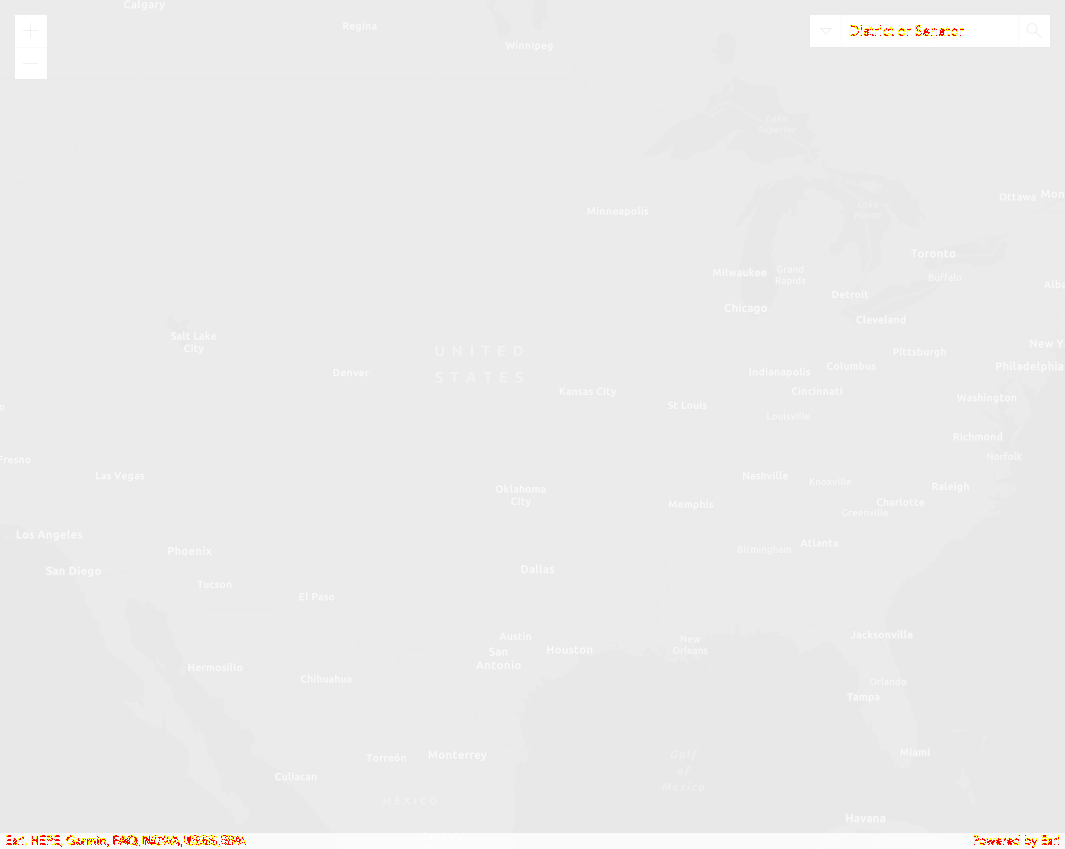 Calgary
Regina
Winnipeg
+
District or Senator
−
Lake
Superior
Ottawa
Mon
Minneapolis
Lake
Huron
Toronto
Milwaukee
Grand
Rapids
Buffalo
Detroit
Alb
Chicago
Cleveland
Salt Lake
City
New Y
UNITED
STATES
Pittsburgh
Denver
Indianapolis
Columbus
Philadelphia
Kansas City
Cincinnati
Washington
St Louis
Louisville
Richmond
Fresno
Norfolk
Las Vegas
Nashville
Knoxville
Oklahoma
City
Raleigh
Memphis
Charlotte
Greenville
Los Angeles
Phoenix
Birmingham
Atlanta
San Diego
Dallas
Tucson
El Paso
Austin
New
Orleans
Jacksonville
San
Antonio
Houston
Hermosillo
Chihuahua
Orlando
Tampa
Torreón
Monterrey
Gulf
of
Mexico
Miami
Culiacan
MÉXICO
Havana
Esri, HERE, Garmin, FAO, NOAA, USGS, EPA
Powered by Esri